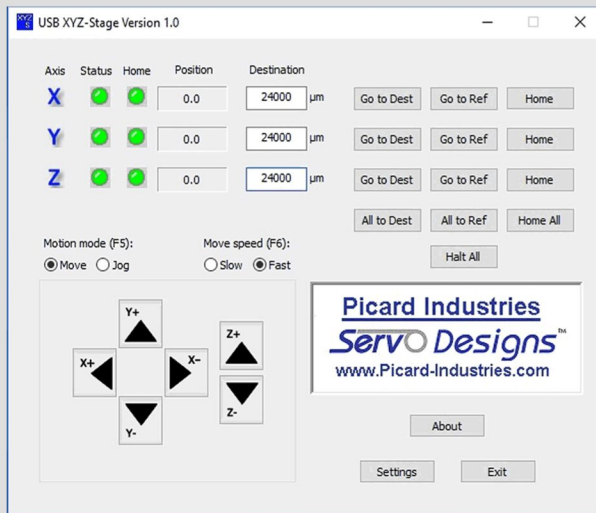 USB XYZ-Stage Version 1.0
Axis Status Home Position Destination
X 0.0 24000 µm Go to Dest Go to Ref Home
Y 0.0 24000 µm Go to Dest Go to Ref Home
Z 0.0 24000 µm Go to Dest Go to Ref Home
All to Dest All to Ref Home All
Halt All
Motion mode (F5): Move speed (F6):
Move Jog Slow Fast
Y+
X+ X-
Y-
Z+
Z-
Picard Industries
Servo Designs™
www.Picard-Industries.com
About
Settings Exit